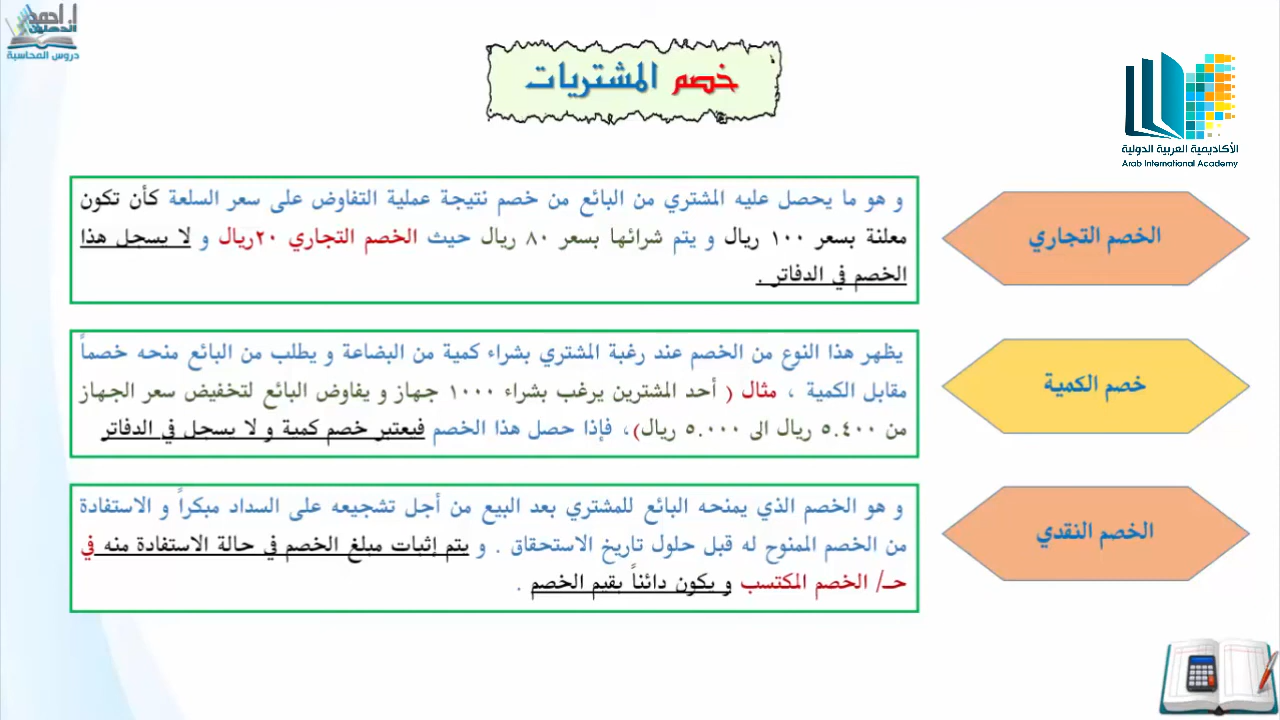 أ. احمد
دروس المحاسبة
خصم المشتريات
الأكاديمية العربية الدولية
Arab International Academy
الخصم التجاري
و هو ما يحصل عليه المشتري من البائع من خصم نتيجة عملية التفاوض على سعر السلعة كأن تكون
معلنة بسعر ١٠٠ ريال و يتم شرائها بسعر ٨٠ ريال حيث الخصم التجاري ٢٠ريال و لا يسجل هذا
الخصم في الدفاتر .
خصم الكمية
يظهر هذا النوع من الخصم عند رغبة المشتري بشراء كمية من البضاعة و يطلب من البائع منحه خصماً
مقابل الكمية ، مثال ( أحد المشترين يرغب بشراء ١٠٠٠ جهاز و يفاوض البائع لتخفيض سعر الجهاز
من ٥.٤٠٠ ريال الى ٥.٠٠٠ ريال)، فإذا حصل هذا الخصم فيعتبر خصم كمية و لا يسجل في الدفاتر
الخصم النقدي
و هو الخصم الذي يمنحه البائع للمشتري بعد البيع من أجل تشجيعه على السداد مبكراً و الاستفادة
من الخصم الممنوح له قبل حلول تاريخ الاستحقاق . و يتم إثبات مبلغ الخصم في حالة الاستفادة منه في
حـ/ الخصم المكتسب و يكون دائناً بقيم الخصم .